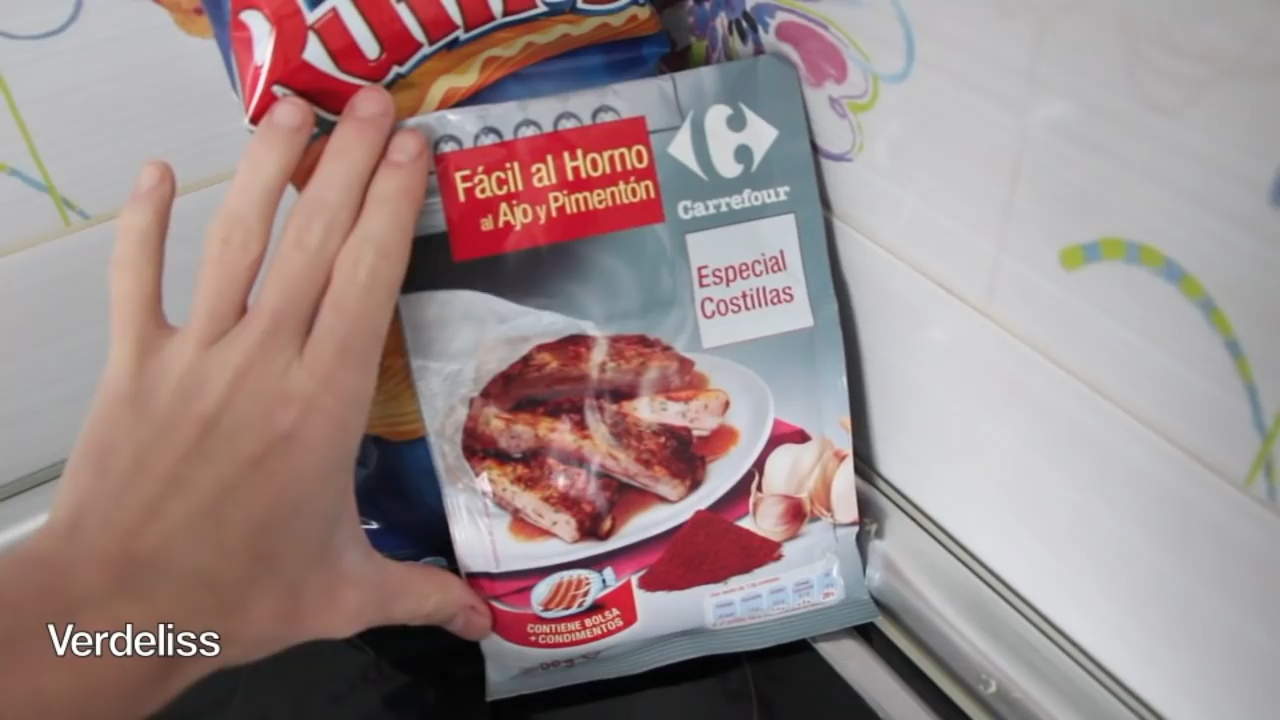 Fácil al Horno
al Ajo y Pimentón
Carrefour
Especial
Costillas
CONTIENE BOLSA
+ CONDIMENTOS
Verdeliss